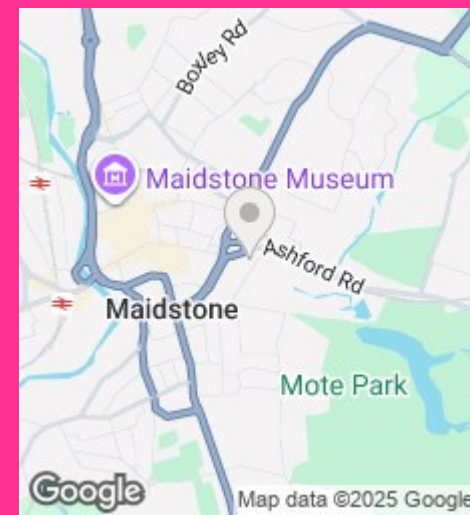 Boxley Rd
Maidstone Museum
Ashford Rd
Maidstone
Mote Park
Google
Map data ©2025 Google